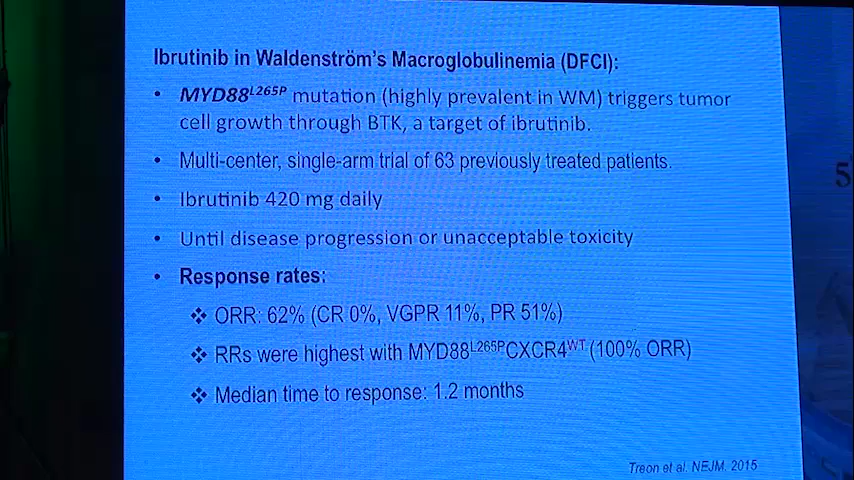 Ibrutinib in Waldenström's Macroglobulinemia (DFCI):
• MYD88L265P mutation (highly prevalent in WM) triggers tumor
cell growth through BTK, a target of ibrutinib.
• Multi-center, single-arm trial of 63 previously treated patients.
• Ibrutinib 420 mg daily
• Until disease progression or unacceptable toxicity
• Response rates:
❖ ORR: 62% (CR 0%, VGPR 11%, PR 51%)
❖ RRs were highest with MYD88L265PCXCR4WT (100% ORR)
❖ Median time to response: 1.2 months
Treon et al. NEJM. 2015
5